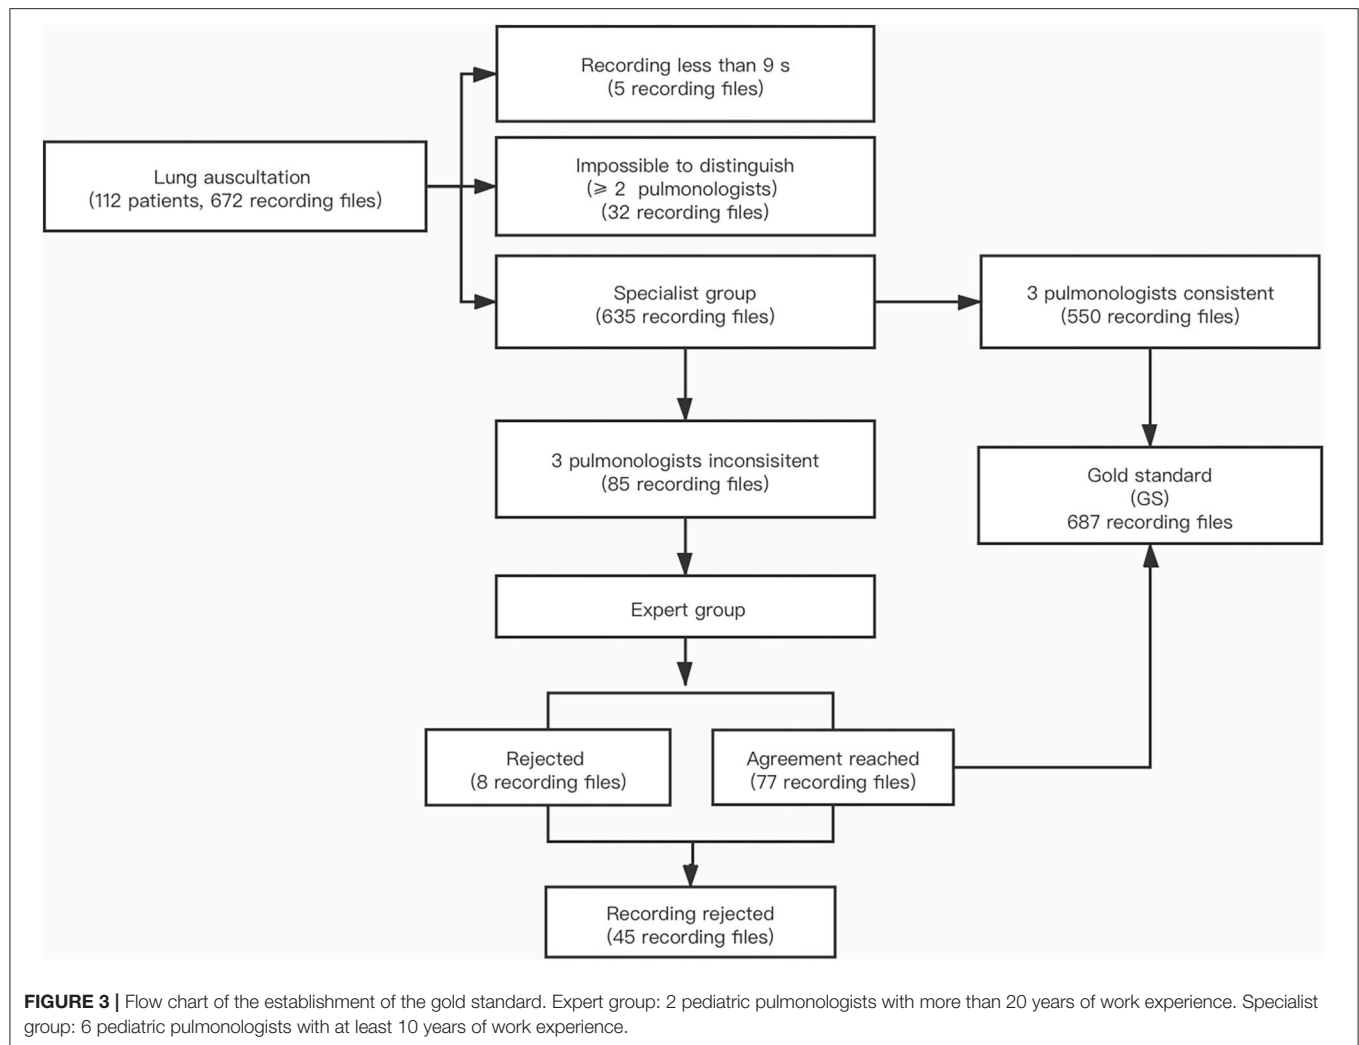 Recording less than 9 s
(5 recording files)
Lung auscultation
(112 patients, 672 recording files)
Impossible to distinguish
(⩾ 2 pulmonologists)
(32 recording files)
Specialist group
(635 recording files)
3 pulmonologists consistent
(550 recording files)
3 pulmonologists inconsisitent
(85 recording files)
Gold standard
(GS)
687 recording files
Expert group
Rejected
(8 recording files)
Agreement reached
(77 recording files)
Recording rejected
(45 recording files)
FIGURE 3 | Flow chart of the establishment of the gold standard. Expert group: 2 pediatric pulmonologists with more than 20 years of work experience. Specialist
group: 6 pediatric pulmonologists with at least 10 years of work experience.